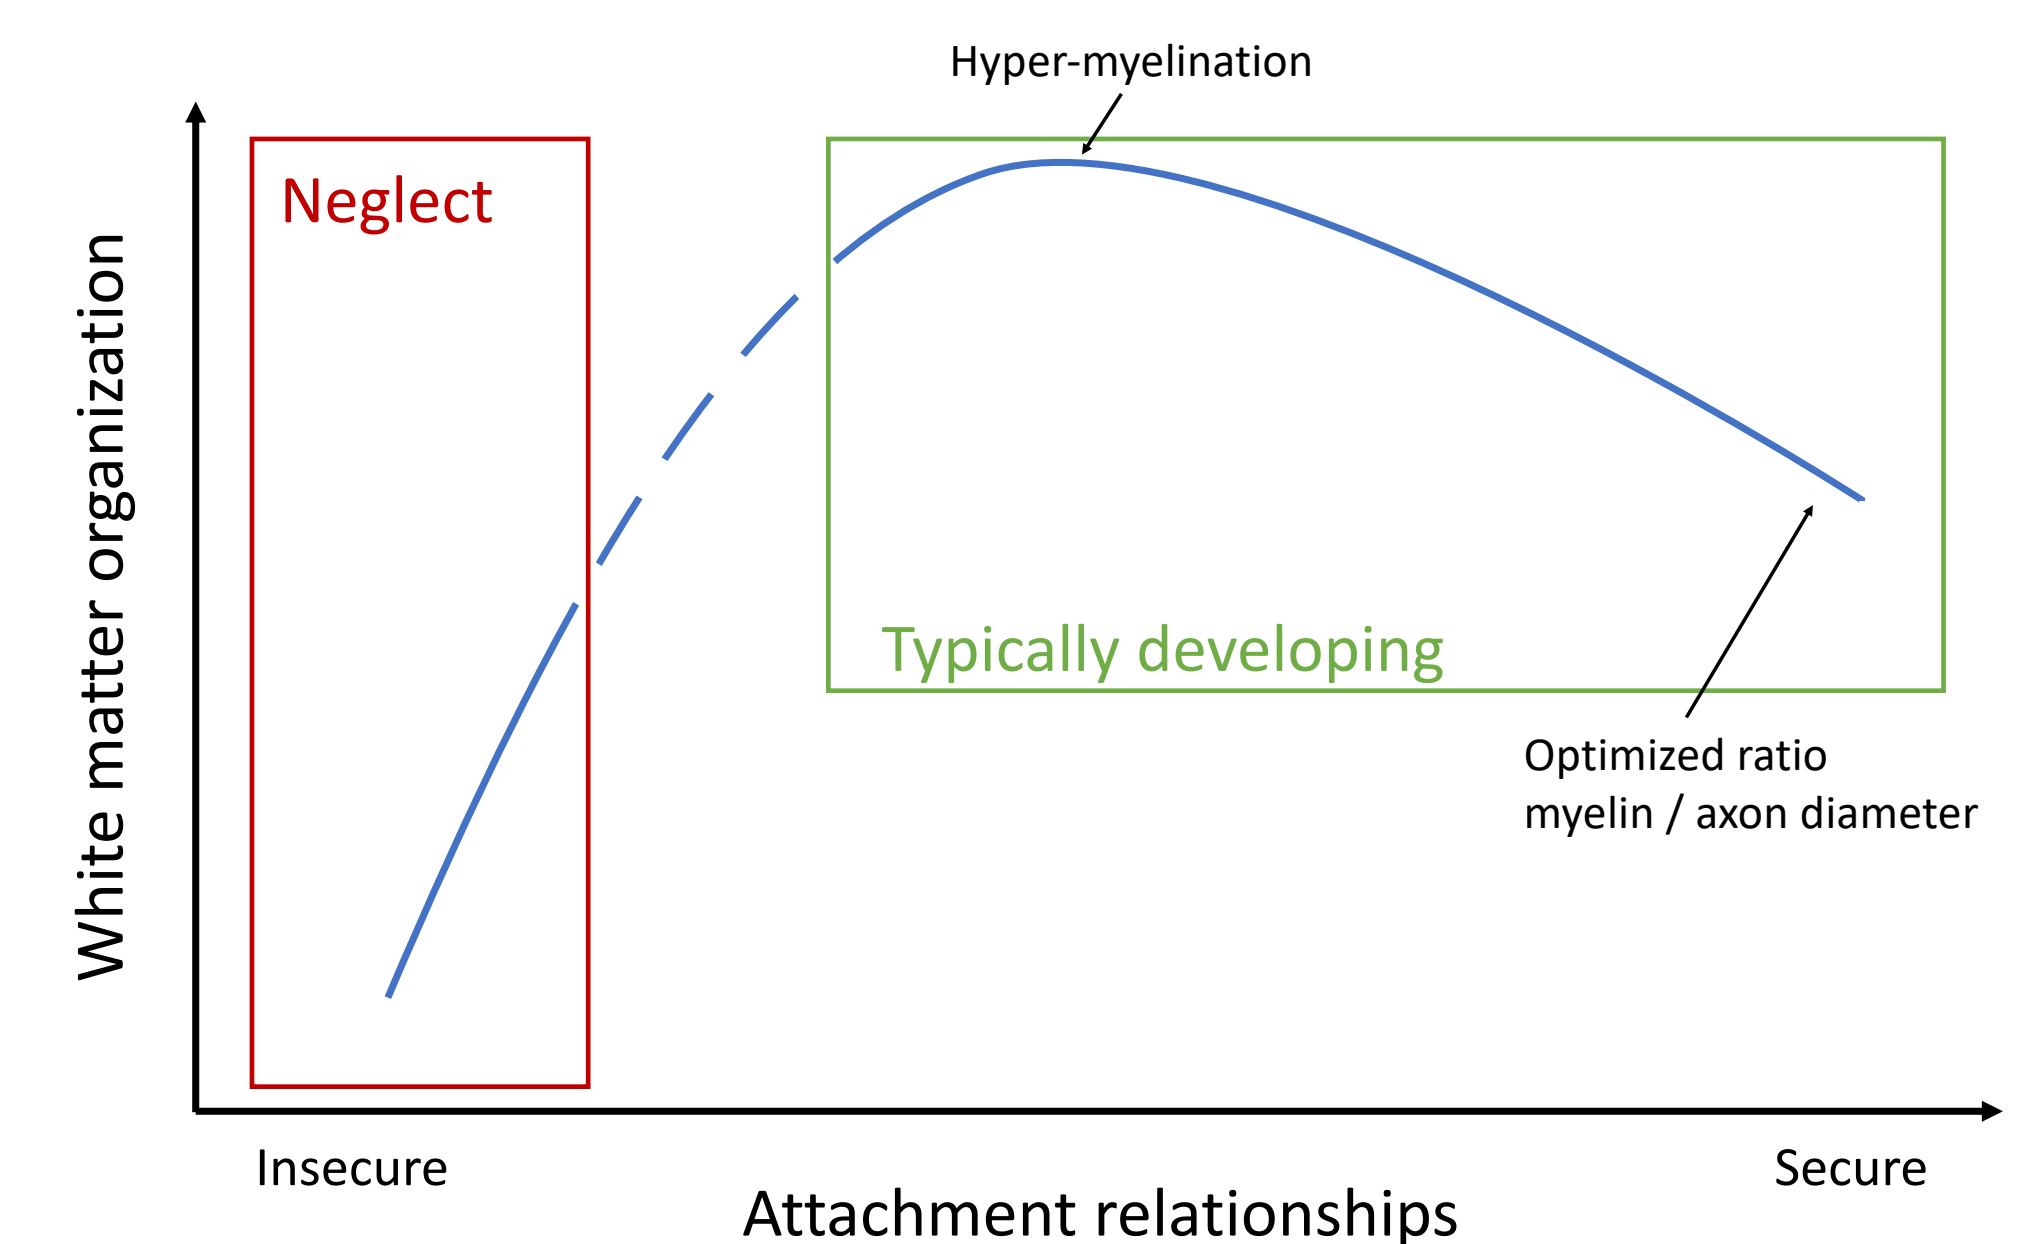 Hyper-myelination
Neglect
White matter organization
Typically developing
Optimized ratio
myelin / axon diameter
Insecure
Secure
Attachment relationships